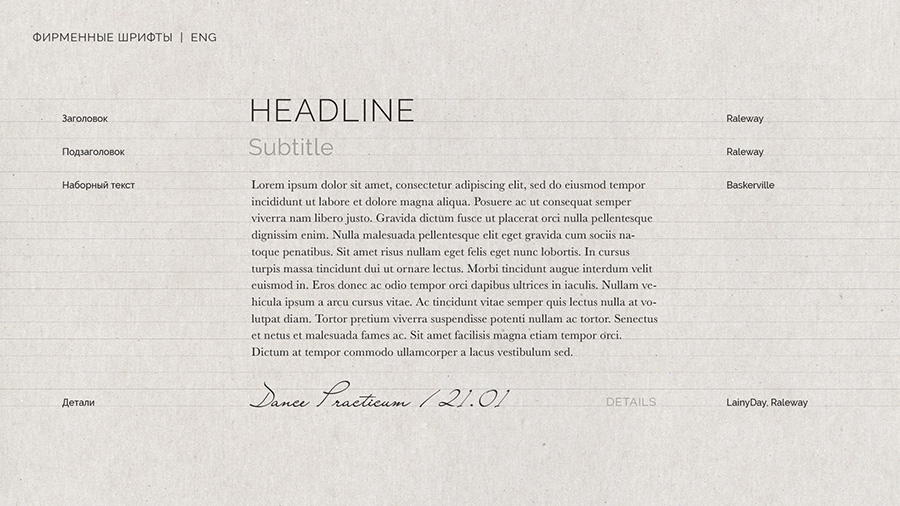 ФИРМЕННЫЕ ШРИФТЫ | ENG
Заголовок
HEADLINE
Raleway
Подзаголовок
Subtitle
Raleway
Наборный текст
Lorem ipsum dolor sit amet, consectetur adipiscing elit, sed do eiusmod tempor
incididunt ut labore et dolore magna aliqua. Posuere ac ut consequat semper
viverra nam libero justo. Gravida dictum fusce ut placerat orci nulla pellentesque
dignissim enim. Nulla malesuada pellentesque elit eget gravida cum sociis na-
toque penatibus. Sit amet risus nullam eget felis eget nunc lobortis. In cursus
turpis massa tincidunt dui ut ornare lectus. Morbi tincidunt augue interdum velit
euismod in. Eros donec ac odio tempor orci dapibus ultrices in iaculis. Nullam ve-
hicula ipsum a arcu cursus vitae. Ac tincidunt vitae semper quis lectus nulla at vo-
lutpat diam. Tortor pretium viverra suspendisse potenti nullam ac tortor. Senectus
et netus et malesuada fames ac. Sit amet facilisis magna etiam tempor orci.
Dictum at tempor commodo ullamcorper a lacus vestibulum sed.
Baskerville
Детали
Dance Practicum / 21.01
DETAILS
LainyDay, Raleway